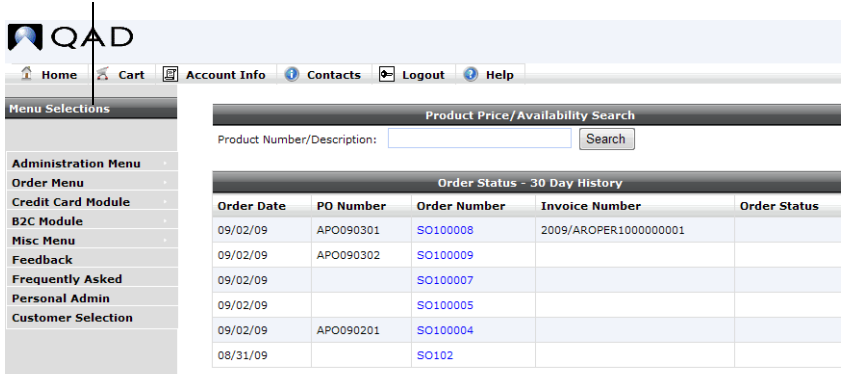 QAD
Home Cart Account Info Contacts Logout Help
Menu Selections
Product Price/Availability Search
Product Number/Description: Search
Administration Menu
Order Menu
Credit Card Module
B2C Module
Misc Menu
Feedback
Frequently Asked
Personal Admin
Customer Selection
Order Status - 30 Day History
Order Date PO Number Order Number Invoice Number Order Status
09/02/09 APO090301 SO100008 2009/AROPER1000000001
09/02/09 APO090302 SO100009
09/02/09 SO100007
09/02/09 SO100005
09/02/09 APO090201 SO100004
08/31/09 SO102